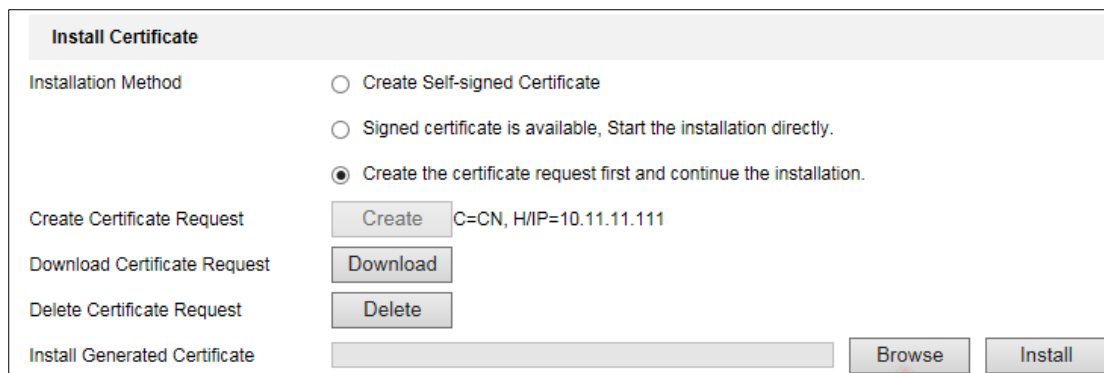 Install Certificate
Installation Method
Create Self-signed Certificate
Signed certificate is available, Start the installation directly.
Create the certificate request first and continue the installation.
Create Certificate Request Create C=CN, H/IP=10.11.11.111
Download Certificate Request Download
Delete Certificate Request Delete
Install Generated Certificate Browse Install